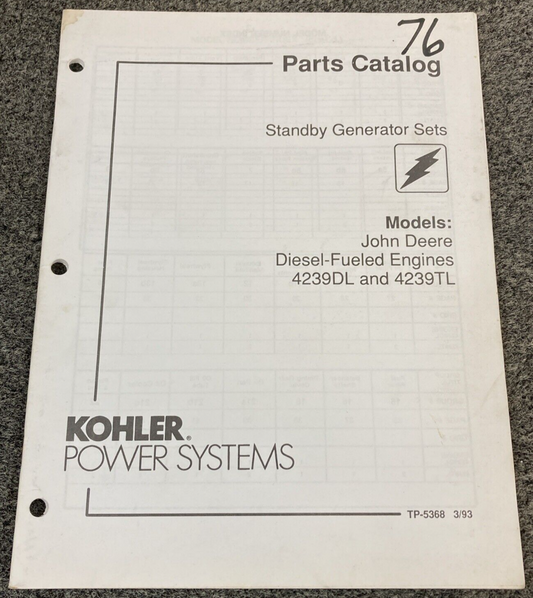 76
Parts Catalog
Standby Generator Sets
Models:
John Deere
Diesel-Fueled Engines
4239DL and 4239TL
KOHLER®
POWER SYSTEMS
TP-5368 3/93